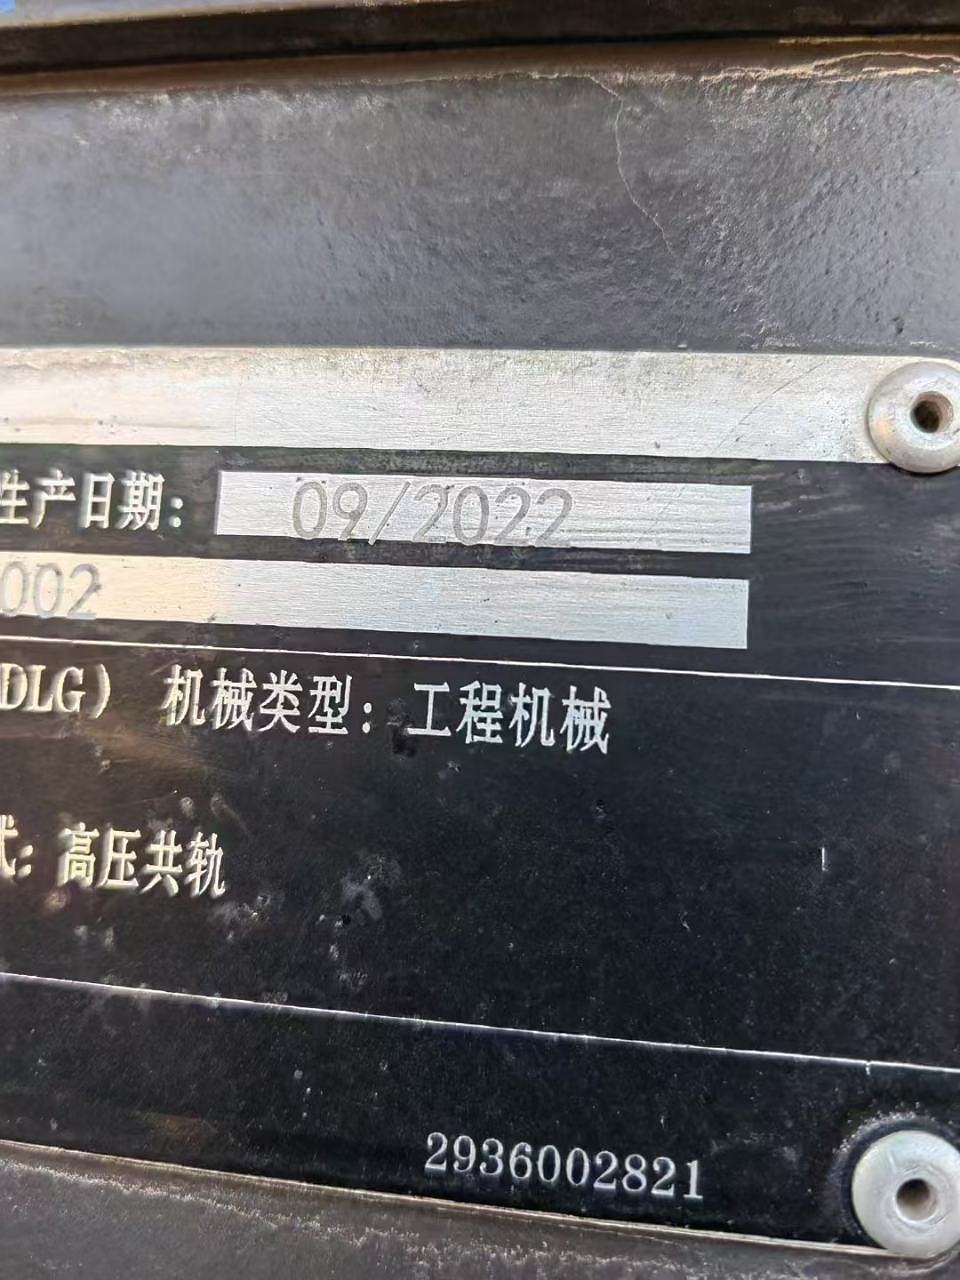 生产日期：09/2022
002
DLG） 机械类型：工程机械
式：高压共轨
2936002821